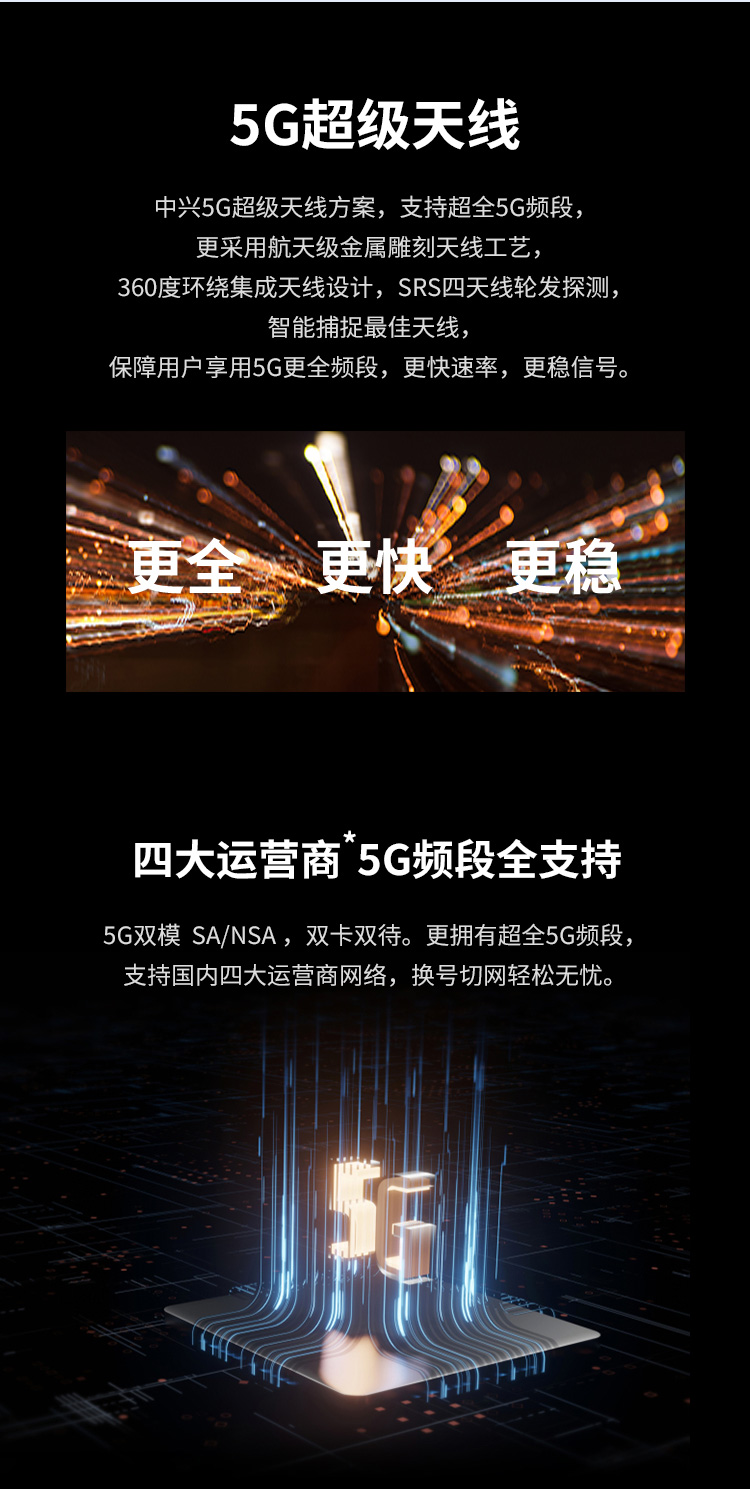 5G超级天线
中兴5G超级天线方案，支持超全5G频段，
更采用航天级金属雕刻天线工艺，
360度环绕集成天线设计，SRS四天线轮发探测，
智能捕捉最佳天线，
保障用户享用5G更全频段，更快速率，更稳信号。
更全 更快 更稳
四大运营商*5G频段全支持
5G双模 SA/NSA，双卡双待。更拥有超全5G频段，
支持国内四大运营商网络，换号切网轻松无忧。
5G